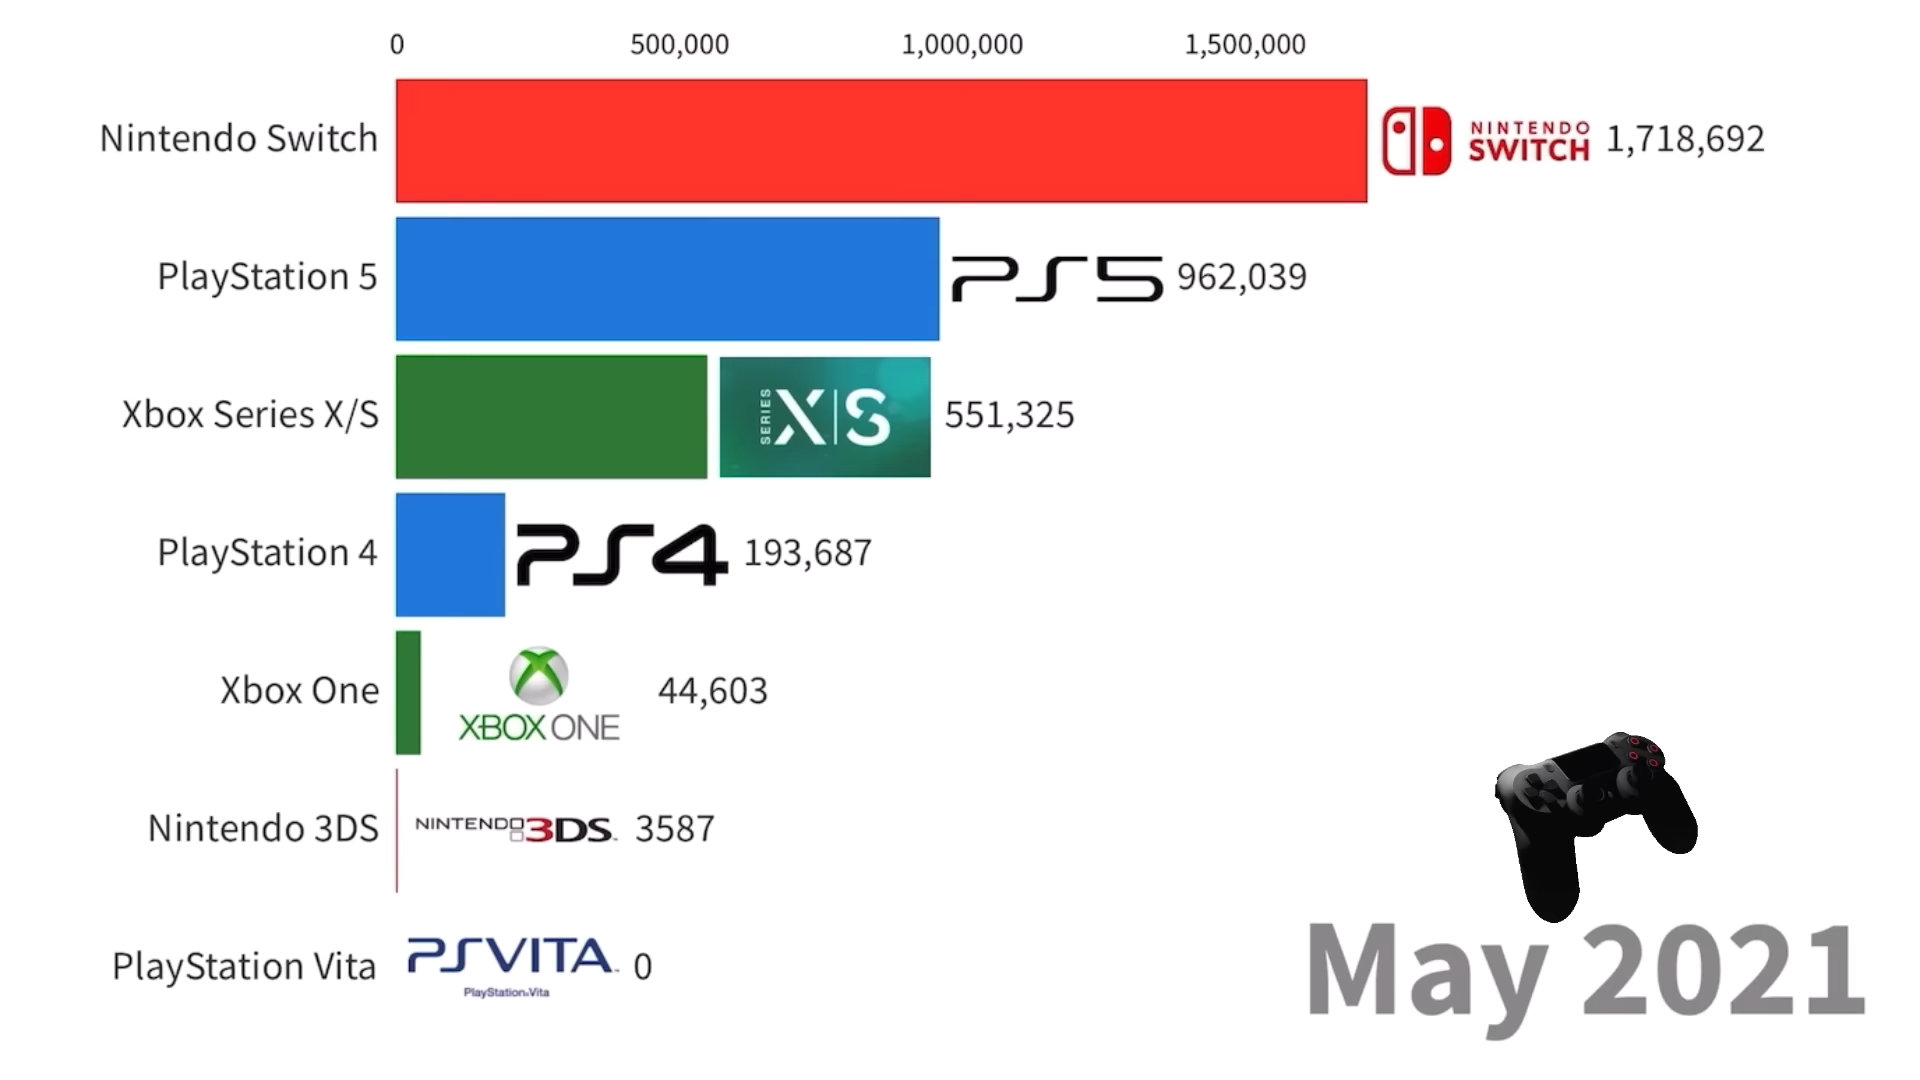 0 500,000 1,000,000 1,500,000
Nintendo Switch NINTENDO SWITCH 1,718,692
PlayStation 5 PS5 962,039
Xbox Series X/S SERIES X|S 551,325
PlayStation 4 PS4 193,687
Xbox One XBOX ONE 44,603
Nintendo 3DS NINTENDO 3DS 3587
PlayStation Vita PSVITA PlayStation Vita 0
May 2021